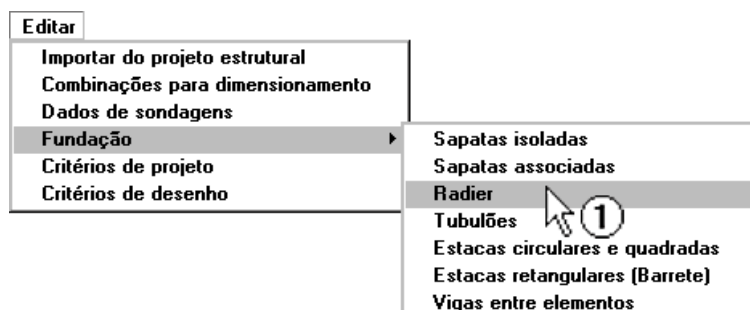 Editar
Importar do projeto estrutural
Combinações para dimensionamento
Dados de sondagens
Fundação
Critérios de projeto
Critérios de desenho
Sapatas isoladas
Sapatas associadas
Radier
Tubulões
1
Estacas circulares e quadradas
Estacas retangulares (Barrete)
Vigas entre elementos